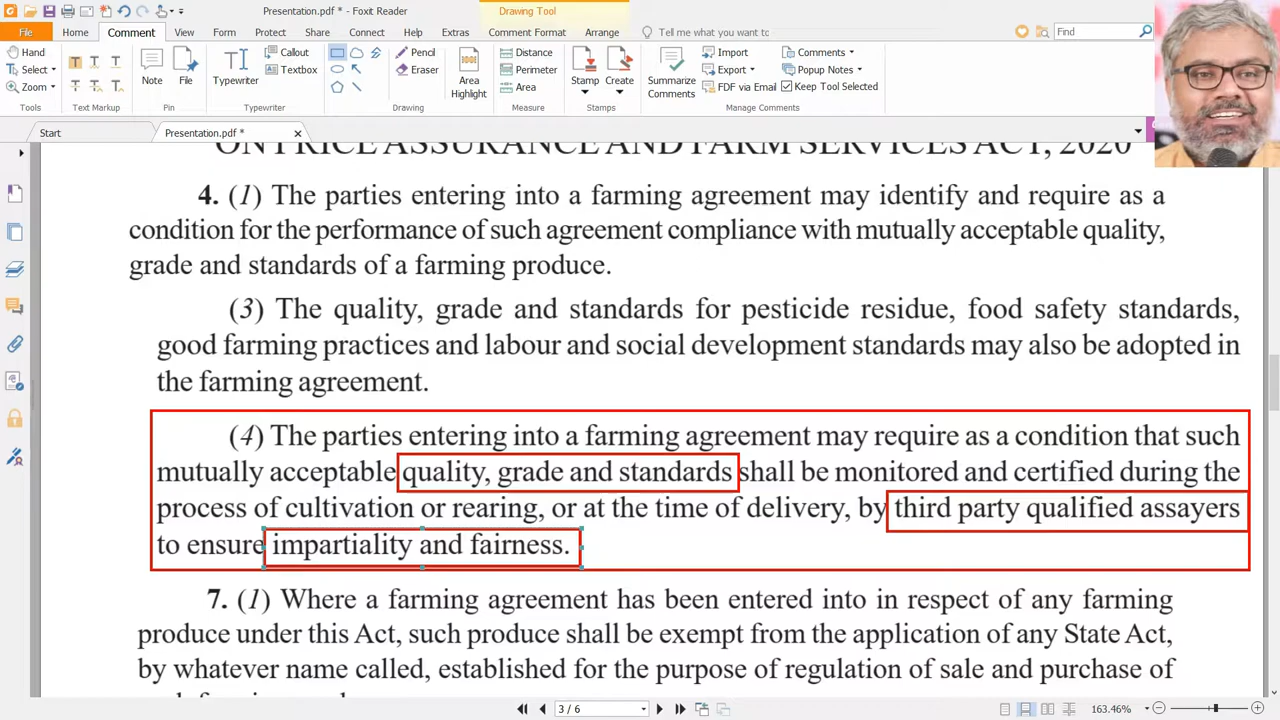 Presentation.pdf * - Foxit Reader
Drawing Tool
File
Home
Comment
View
Form
Protect
Share
Connect
Help
Extras
Comment Format
Arrange
Tell me what you want to
Find
Hand
Select
Zoom
Tools
Text Markup
Note
File
Pin
Typewriter
Callout
Textbox
Typewriter
Pencil
Eraser
Drawing
Area
Highlight
Distance
Perimeter
Area
Measure
Stamp
Create
Stamps
Summarize
Comments
Import
Export
FDF via Email
Comments
Popup Notes
Keep Tool Selected
Manage Comments
Start
Presentation.pdf *
ON PRICE ASSURANCE AND FARM SERVICES ACT, 2020
4. (1) The parties entering into a farming agreement may identify and require as a
condition for the performance of such agreement compliance with mutually acceptable quality,
grade and standards of a farming produce.
(3) The quality, grade and standards for pesticide residue, food safety standards,
good farming practices and labour and social development standards may also be adopted in
the farming agreement.
(4) The parties entering into a farming agreement may require as a condition that such
mutually acceptable quality, grade and standards shall be monitored and certified during the
process of cultivation or rearing, or at the time of delivery, by third party qualified assayers
to ensure impartiality and fairness.
7. (1) Where a farming agreement has been entered into in respect of any farming
produce under this Act, such produce shall be exempt from the application of any State Act,
by whatever name called, established for the purpose of regulation of sale and purchase of
3 / 6
163.46%